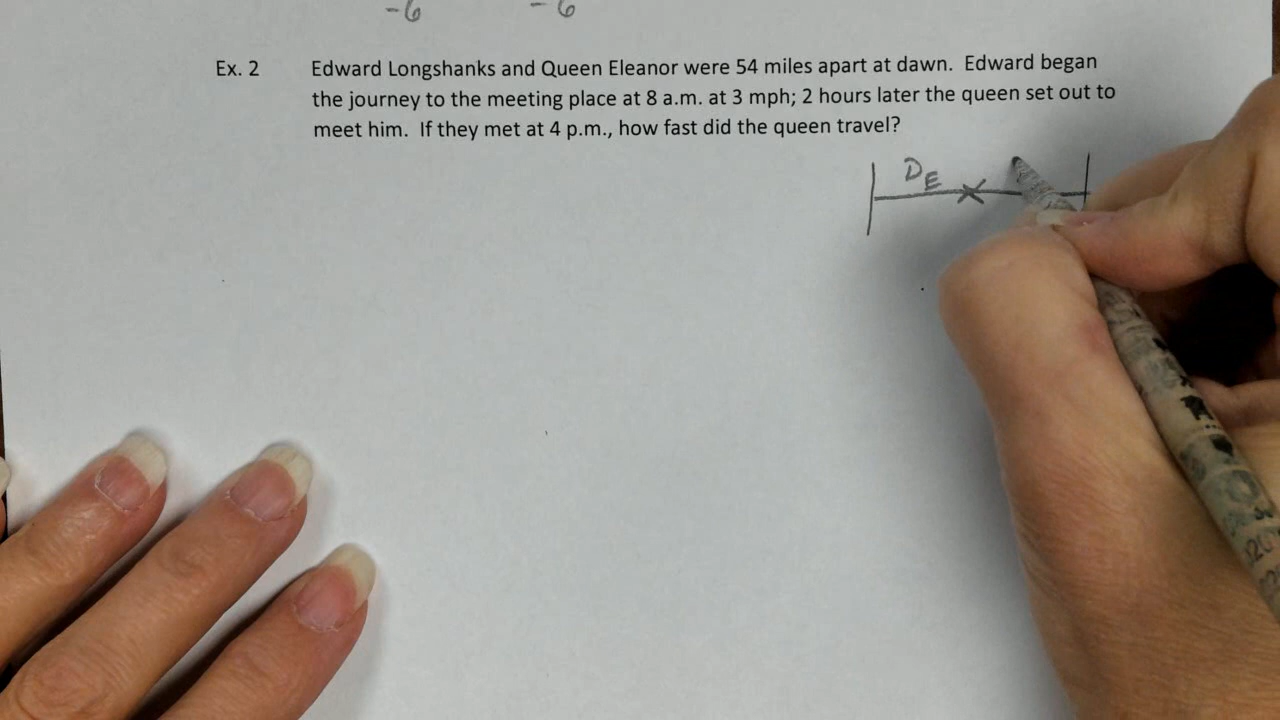 -6 -6
Ex. 2 Edward Longshanks and Queen Eleanor were 54 miles apart at dawn. Edward began
the journey to the meeting place at 8 a.m. at 3 mph; 2 hours later the queen set out to
meet him. If they met at 4 p.m., how fast did the queen travel?
DE